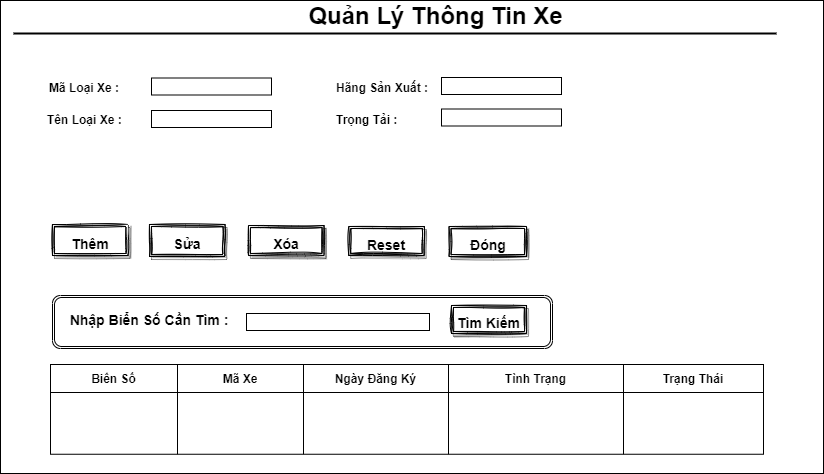 Quản Lý Thông Tin Xe
Mã Loại Xe :
Hãng Sản Xuất :
Tên Loại Xe :
Trọng Tải :
Thêm
Sửa
Xóa
Reset
Đóng
Nhập Biển Số Cần Tìm :
Tìm Kiếm
Biên Số
Mã Xe
Ngày Đăng Ký
Tình Trạng
Trạng Thái